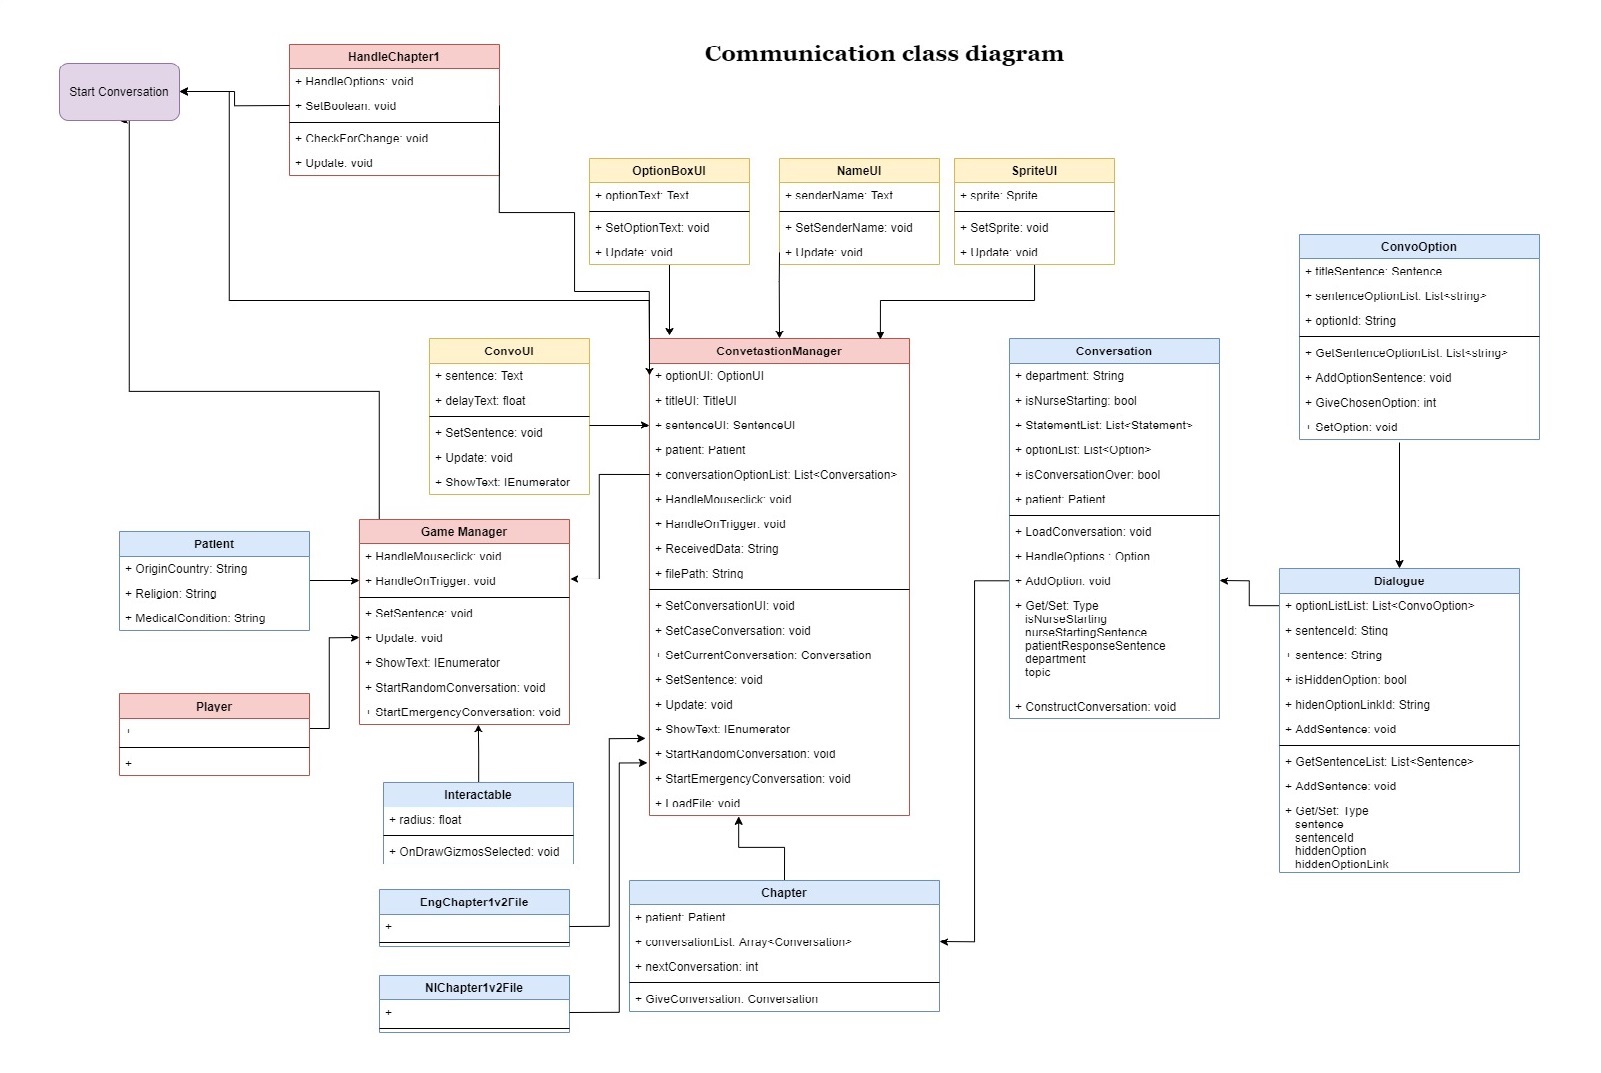 Communication class diagram
Start Conversation
HandleChapter1
+ HandleOptions: void
+ SetBoolean: void
+ CheckForChange: void
+ Update: void
OptionBoxUI
+ optionText: Text
+ SetOptionText: void
+ Update: void
NameUI
+ senderName: Text
+ SetSenderName: void
+ Update: void
SpriteUI
+ sprite: Sprite
+ SetSprite: void
+ Update: void
ConvoOption
+ titleSentence: Sentence
+ sentenceOptionList: List<string>
+ optionId: String
+ GetSentenceOptionList: List<string>
+ AddOptionSentence: void
+ GiveChosenOption: int
+ SetOption: void
ConvoUI
+ sentence: Text
+ delayText: float
+ SetSentence: void
+ Update: void
+ ShowText: IEnumerator
ConvetastionManager
+ optionUI: OptionUI
+ titleUI: TitleUI
+ sentenceUI: SentenceUI
+ patient: Patient
+ conversationOptionList: List<Conversation>
+ HandleMouseclick: void
+ HandleOnTrigger: void
+ ReceivedData: String
+ filePath: String
+ SetConversationUI: void
+ SetCaseConversation: void
+ SetCurrentConversation: Conversation
+ SetSentence: void
+ Update: void
+ ShowText: IEnumerator
+ StartRandomConversation: void
+ StartEmergencyConversation: void
+ LoadFile: void
Conversation
+ department: String
+ isNurseStarting: bool
+ StatementList: List<Statement>
+ optionList: List<Option>
+ isConversationOver: bool
+ patient: Patient
+ LoadConversation: void
+ HandleOptions : Option
+ AddOption: void
+ Get/Set: Type
isNurseStarting
nurseStartingSentence
patientResponseSentence
department
topic
+ ConstructConversation: void
Game Manager
+ HandleMouseclick: void
+ HandleOnTrigger: void
+ SetSentence: void
+ Update: void
+ ShowText: IEnumerator
+ StartRandomConversation: void
+ StartEmergencyConversation: void
Patient
+ OriginCountry: String
+ Religion: String
+ MedicalCondition: String
Player
+
+
Dialogue
+ optionListList: List<ConvoOption>
+ sentenceId: Sting
+ sentence: String
+ isHiddenOption: bool
+ hidenOptionLinkId: String
+ AddSentence: void
+ GetSentenceList: List<Sentence>
+ AddSentence: void
+ Get/Set: Type
sentence
sentenceId
hiddenOption
hiddenOptionLink
Interactable
+ radius: float
+ OnDrawGizmosSelected: void
EngChapter1v2File
+
NlChapter1v2File
+
Chapter
+ patient: Patient
+ conversationList: Array<Conversation>
+ nextConversation: int
+ GiveConversation: Conversation